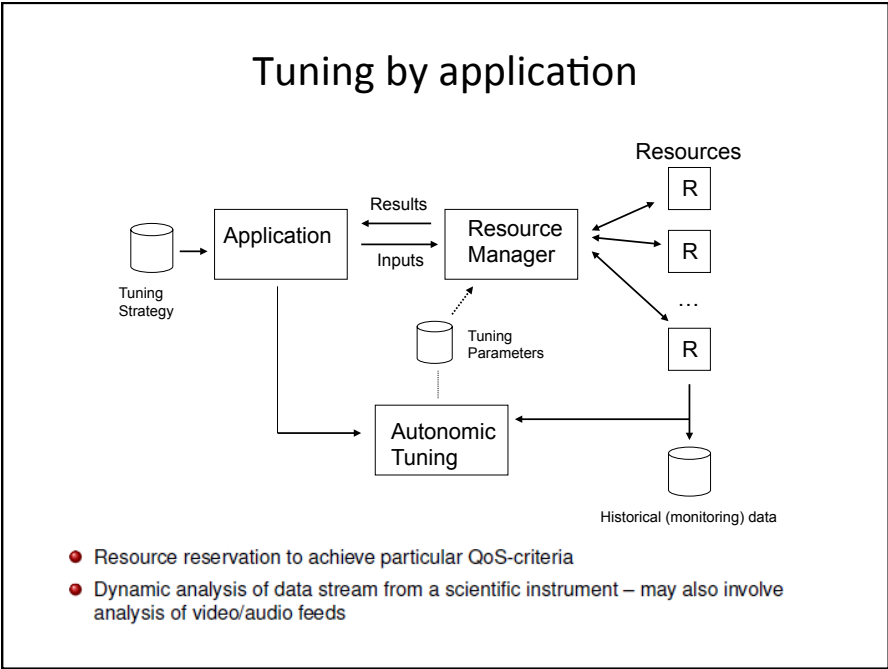 Tuning by application
Resources
R
Results
Application
Resource
Manager
Inputs
R
Tuning
Strategy
...
Tuning
Parameters
R
Autonomic
Tuning
Historical (monitoring) data
Resource reservation to achieve particular QoS-criteria
Dynamic analysis of data stream from a scientific instrument – may also involve
analysis of video/audio feeds